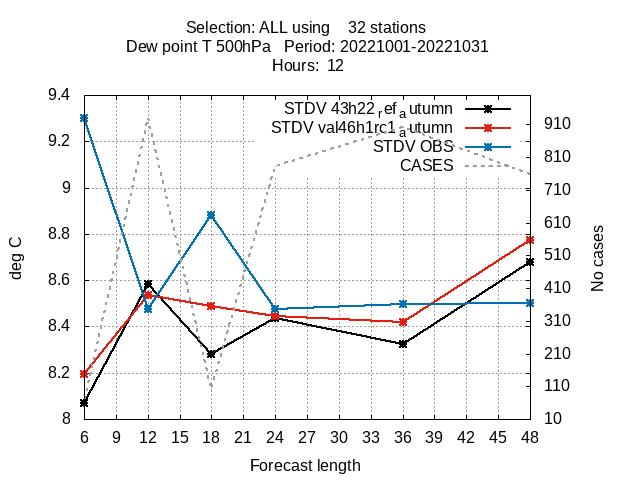 Selection: ALL using    32 stations
Dew point T 500hPa   Period: 20221001-20221031
Hours:  12
STDV 43h22refautumn
STDV val46h1rc1autumn
STDV OBS
CASES
9.4
9.2
9
8.8
8.6
8.4
8.2
8
deg C
910
810
710
610
510
410
310
210
110
10
No cases
6 9 12 15 18 21 24 27 30 33 36 39 42 45 48
Forecast length